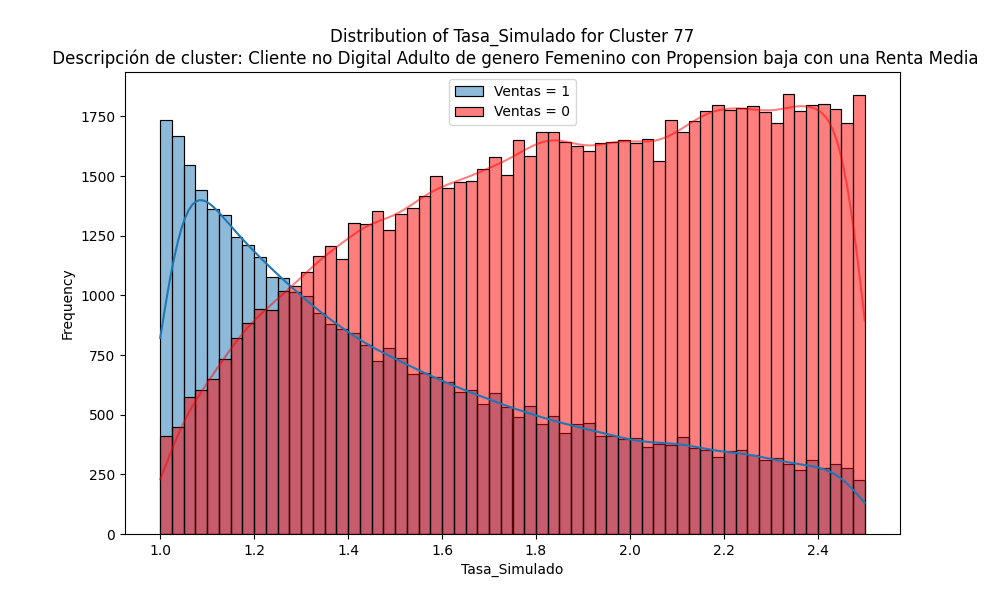 Distribution of Tasa_Simulado for Cluster 77
Descripción de cluster: Cliente no Digital Adulto de genero Femenino con Propension baja con una Renta Media
Ventas = 1
Ventas = 0
Frequency
1750
1500
1250
1000
750
500
250
0
1.0 1.2 1.4 1.6 1.8 2.0 2.2 2.4
Tasa_Simulado